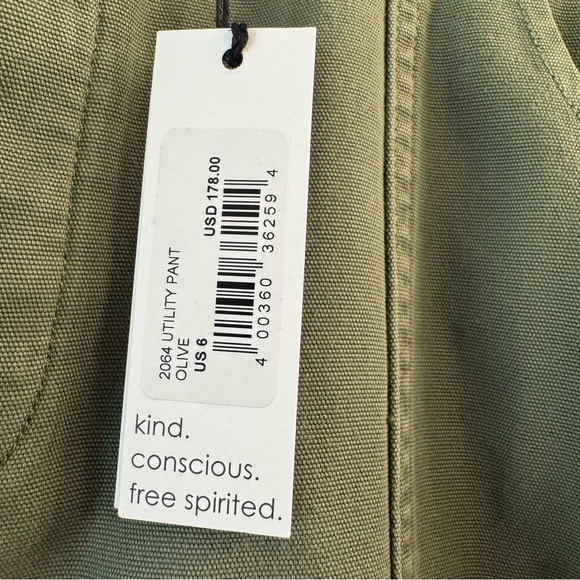 2064 UTILITY PANT
OLIVE
US 6
USD 178.00
4 00360 36259 4
kind.
conscious.
free spirited.